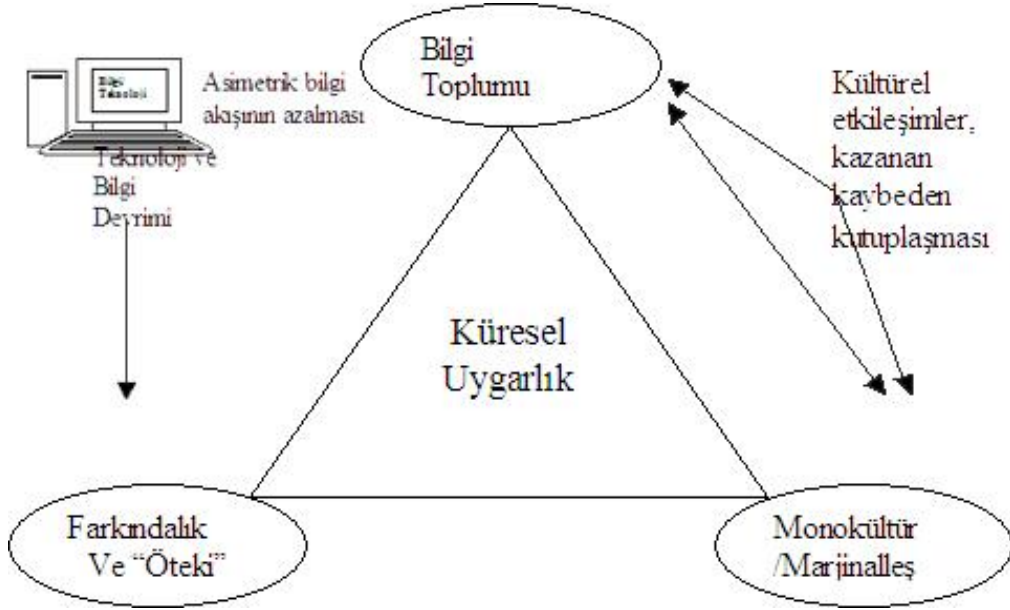 Bilgi
Toplumu
Bilgi
Teknoloji
Asimetrik bilgi
akışının azalması
Teknoloji ve
Bilgi
Devrimi
Kültürel
etkileşimler,
kazanan
kaybeden
kutuplaşması
Küresel
Uygarlık
Farkındalık
Ve “Öteki”
Monokültür
/Marjinalleş